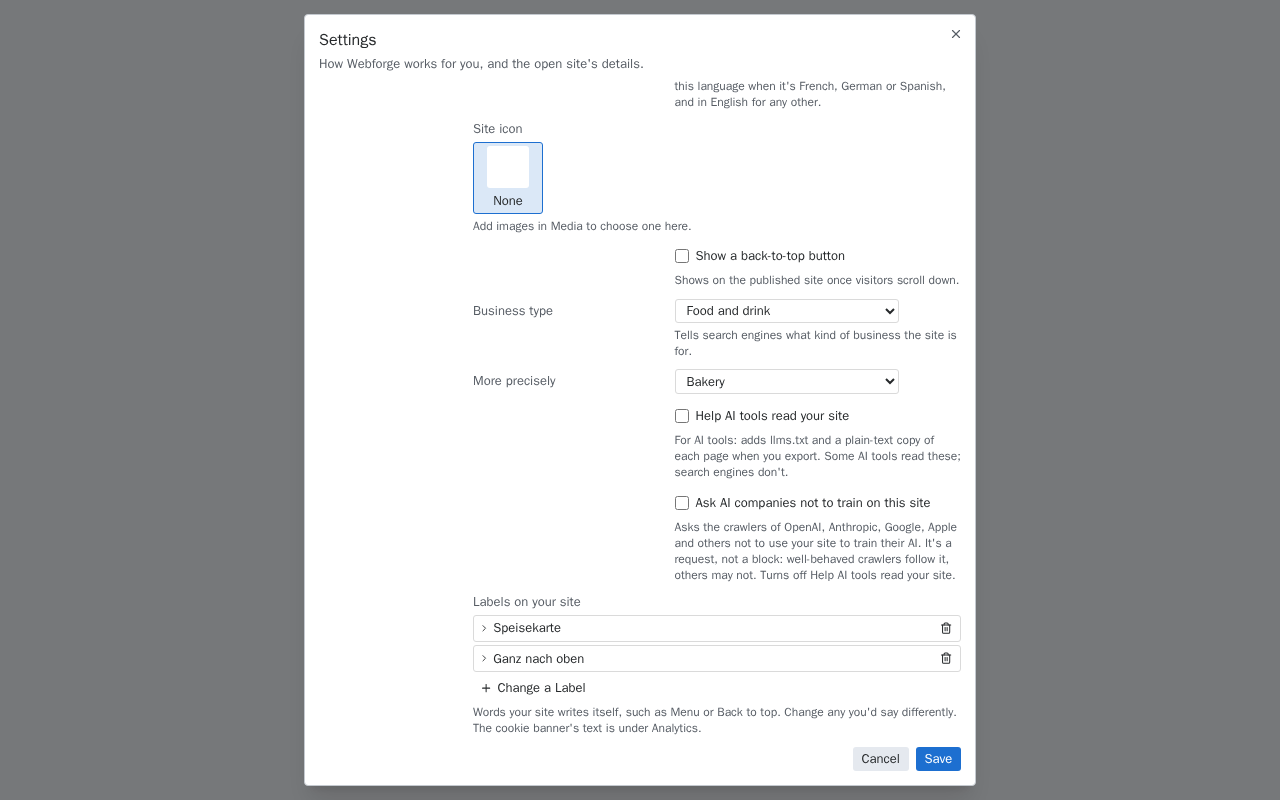 Settings
How Webforge works for you, and the open site's details.
this language when it's French, German or Spanish,
and in English for any other.
Site icon
None
Add images in Media to choose one here.
Show a back-to-top button
Shows on the published site once visitors scroll down.
Business type
Food and drink
Tells search engines what kind of business the site is
for.
More precisely
Bakery
Help AI tools read your site
For AI tools: adds llms.txt and a plain-text copy of
each page when you export. Some AI tools read these;
search engines don't.
Ask AI companies not to train on this site
Asks the crawlers of OpenAI, Anthropic, Google, Apple
and others not to use your site to train their AI. It's a
request, not a block: well-behaved crawlers follow it,
others may not. Turns off Help AI tools read your site.
Labels on your site
Speisekarte
Ganz nach oben
Change a Label
Words your site writes itself, such as Menu or Back to top. Change any you'd say differently.
The cookie banner's text is under Analytics.
Cancel
Save